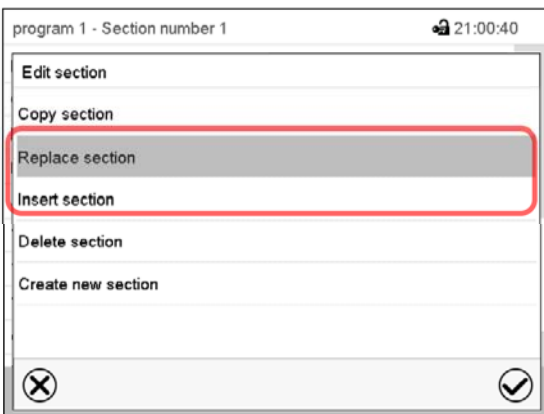 program 1 - Section number 1 21:00:40
Edit section
Copy section
Replace section
Insert section
Delete section
Create new section